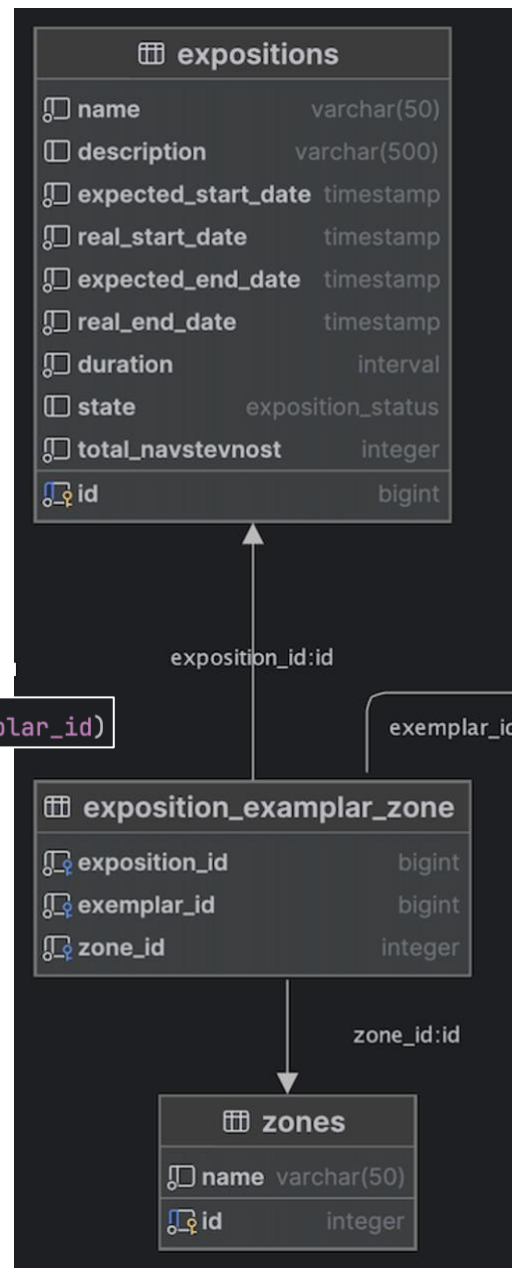 expositions
name varchar(50)
description varchar(500)
expected_start_date timestamp
real_start_date timestamp
expected_end_date timestamp
real_end_date timestamp
duration interval
state exposition_status
total_navstevnost integer
id bigint
exposition_id:id
plar_id)
exemplar_id
exposition_examplar_zone
exposition_id bigint
exemplar_id bigint
zone_id integer
zone_id:id
zones
name varchar(50)
id integer